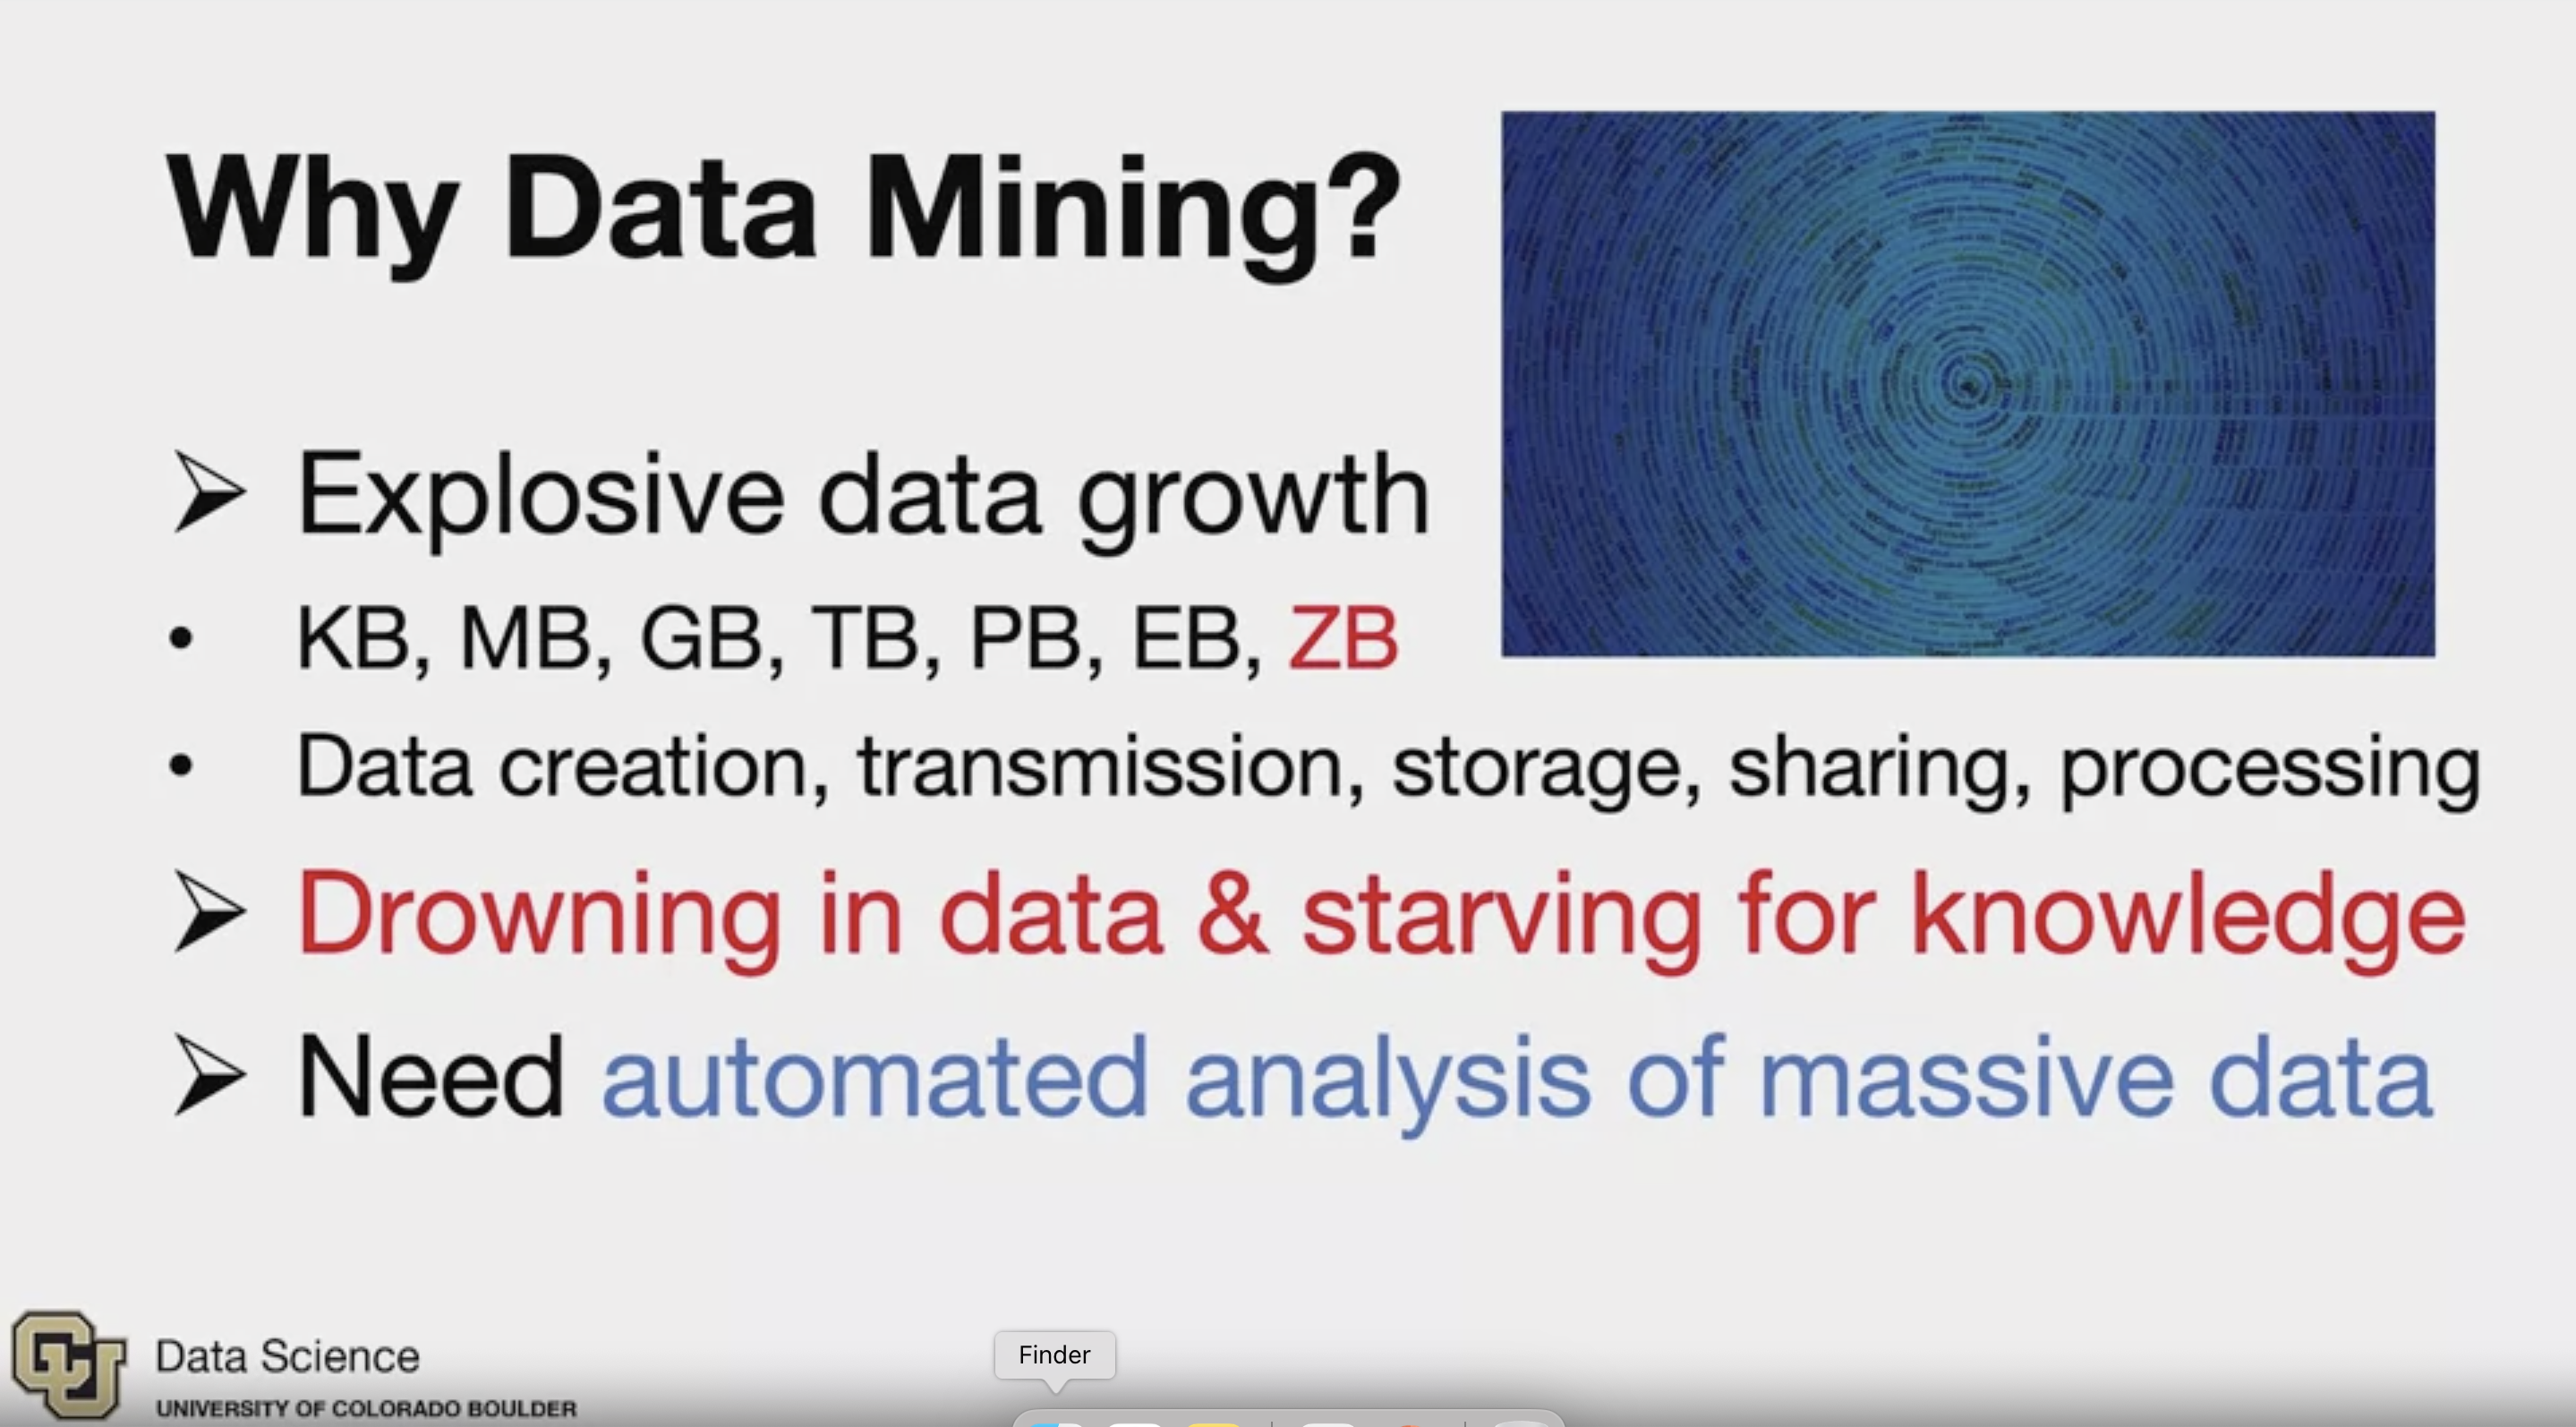 Why Data Mining?
Explosive data growth
KB, MB, GB, TB, PB, EB, ZB
Data creation, transmission, storage, sharing, processing
Drowning in data & starving for knowledge
Need automated analysis of massive data
CU
Data Science
UNIVERSITY OF COLORADO BOULDER
Finder